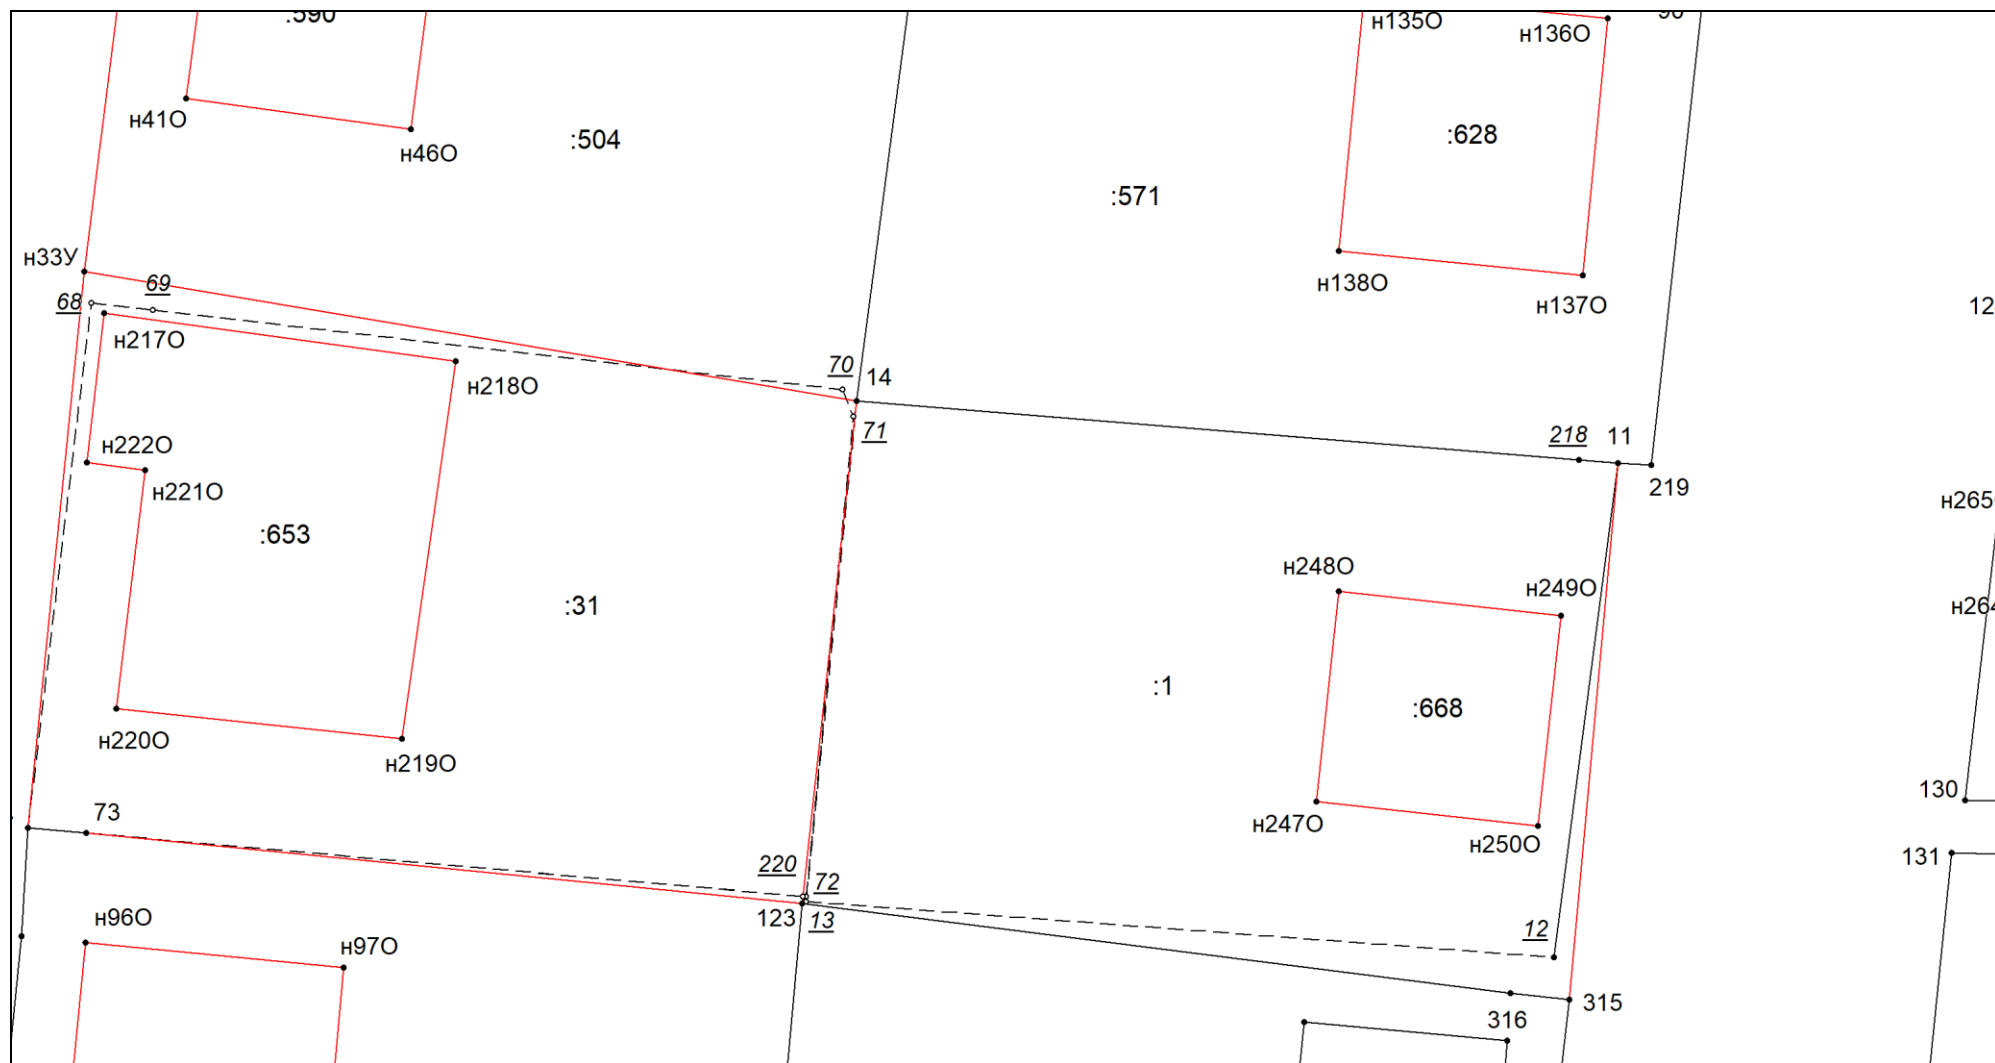 :590
н135О
н136О
н41О
н46О
:504
:628
:571
н33У
69
68
н138О
н137О
н217О
70
14
н218О
71
218
11
219
н222О
н221О
:653
н248О
н249О
:31
:1
:668
н220О
н219О
н247О
н250О
130
73
131
220
72
123
13
12
н96О
н97О
315
316